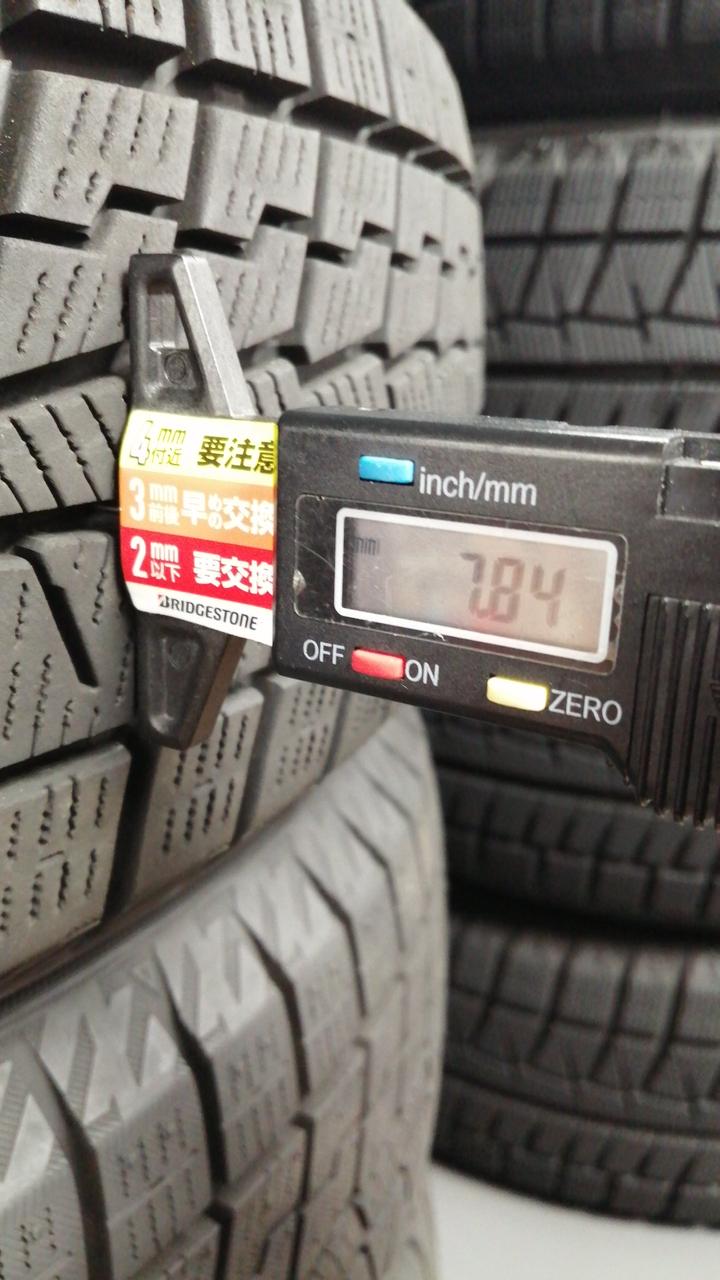 4mm付近 要注意
3mm前後 早めの交換
2mm以下 要交換
BRIDGESTONE
inch/mm
mm 7.84
OFF ON ZERO